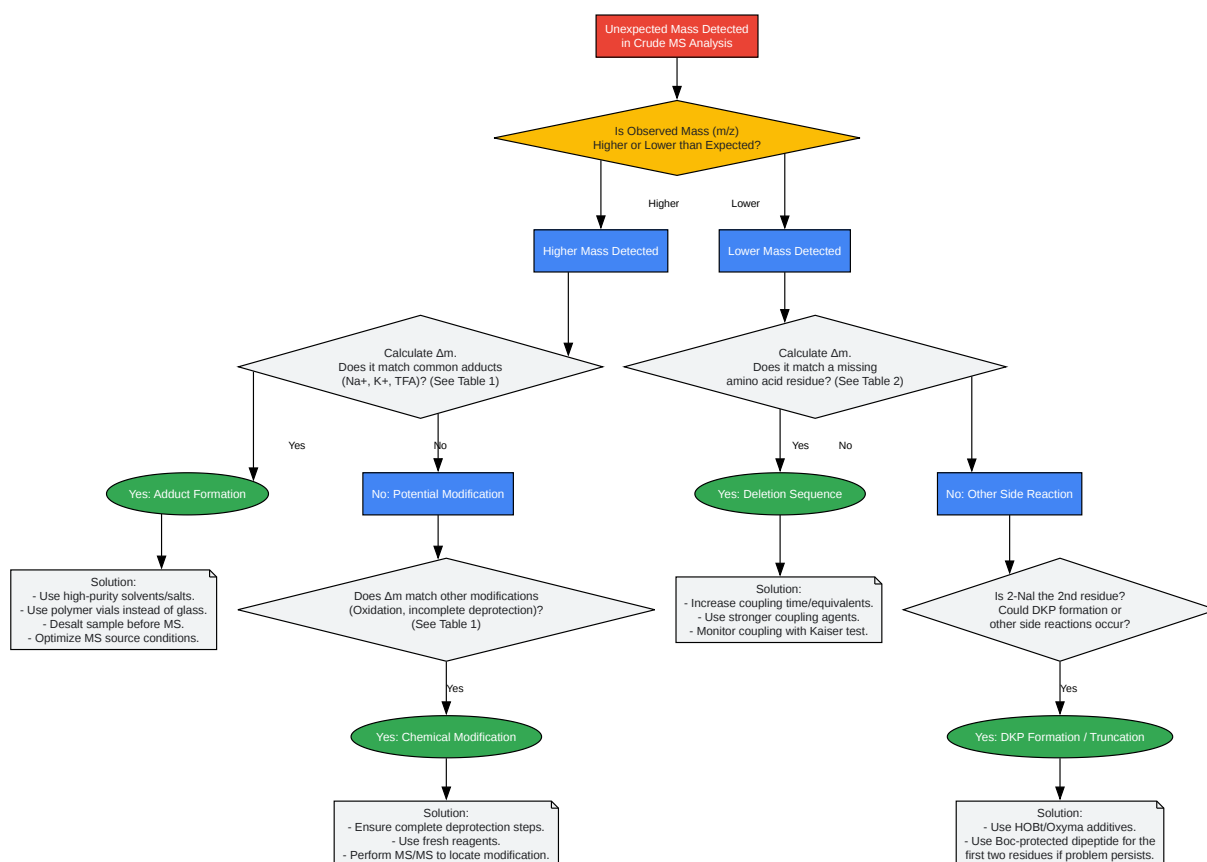 Unexpected Mass Detected
in Crude MS Analysis
Is Observed Mass (m/z)
Higher or Lower than Expected?
Higher
Lower
Higher Mass Detected
Lower Mass Detected
Calculate Δm.
Does it match common adducts
(Na+, K+, TFA)? (See Table 1)
Calculate Δm.
Does it match a missing
amino acid residue? (See Table 2)
Yes
No
Yes
No
Yes: Adduct Formation
No: Potential Modification
Yes: Deletion Sequence
No: Other Side Reaction
Solution:
- Use high-purity solvents/salts.
- Use polymer vials instead of glass.
- Desalt sample before MS.
- Optimize MS source conditions.
Does Δm match other modifications
(Oxidation, incomplete deprotection)?
(See Table 1)
Solution:
- Increase coupling time/equivalents.
- Use stronger coupling agents.
- Monitor coupling with Kaiser test.
Is 2-Nal the 2nd residue?
Could DKP formation or
other side reactions occur?
Yes
Yes
Yes: Chemical Modification
Yes: DKP Formation / Truncation
Solution:
- Ensure complete deprotection steps.
- Use fresh reagents.
- Perform MS/MS to locate modification.
Solution:
- Use HOBt/Oxyma additives.
- Use Boc-protected dipeptide for the
first two residues if problem persists.